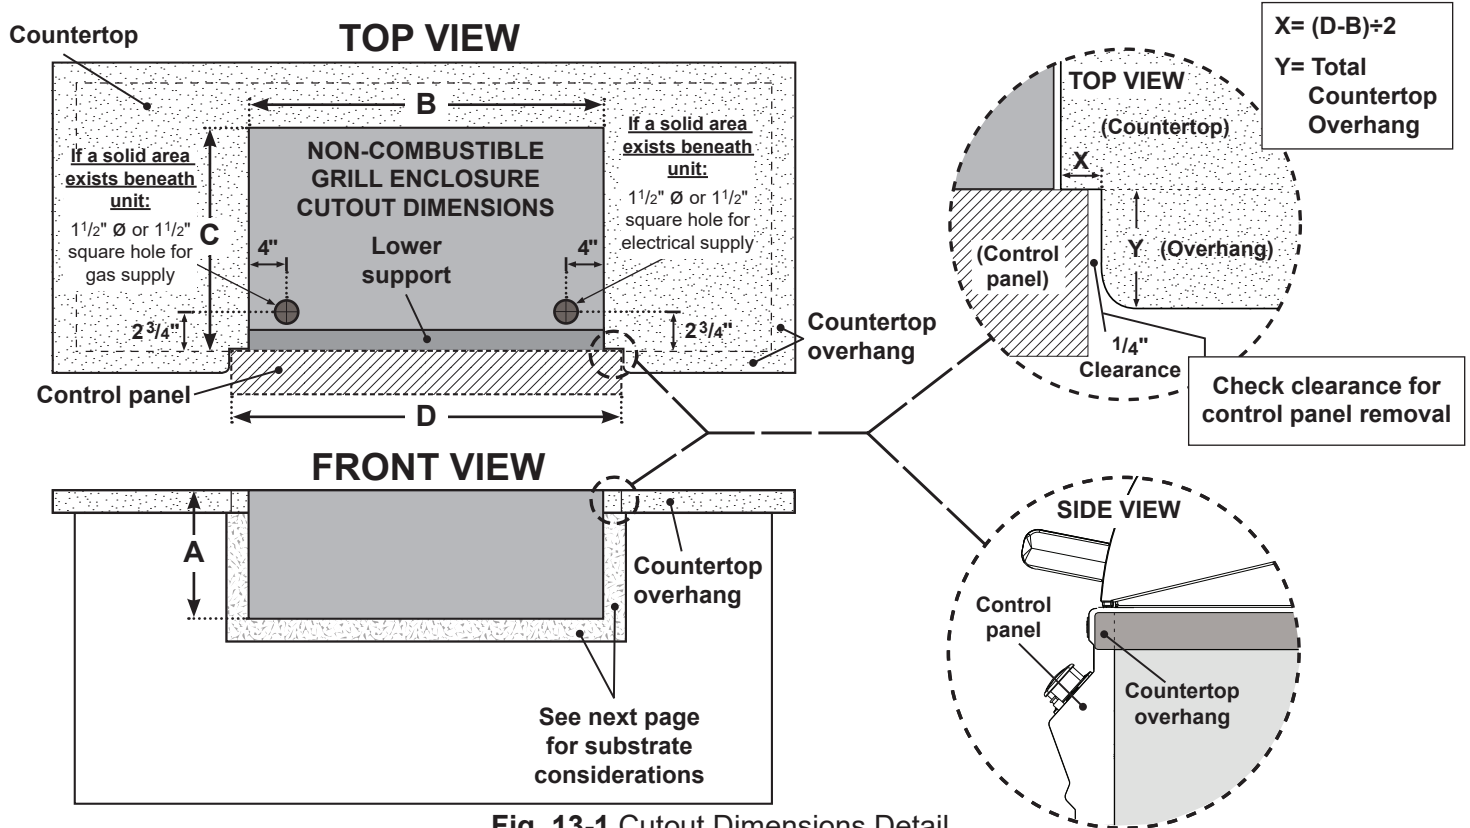 TOP VIEW
Countertop
B
If a solid area
exists beneath
unit:
1 1/2" Ø or 1 1/2"
square hole for
gas supply
C
NON-COMBUSTIBLE
GRILL ENCLOSURE
CUTOUT DIMENSIONS
4"
Lower
support
4"
If a solid area
exists beneath
unit:
1 1/2" Ø or 1 1/2"
square hole for
electrical supply
2 3/4"
2 3/4"
Countertop
overhang
Control panel
D
X= (D-B)÷2
Y= Total
Countertop
Overhang
TOP VIEW
(Countertop)
X
(Control
panel)
Y
(Overhang)
1/4"
Clearance
Check clearance for
control panel removal
FRONT VIEW
A
Countertop
overhang
See next page
for substrate
considerations
SIDE VIEW
Control
panel
Countertop
overhang
Fig. 13-1 Cutout Dimensions Detail